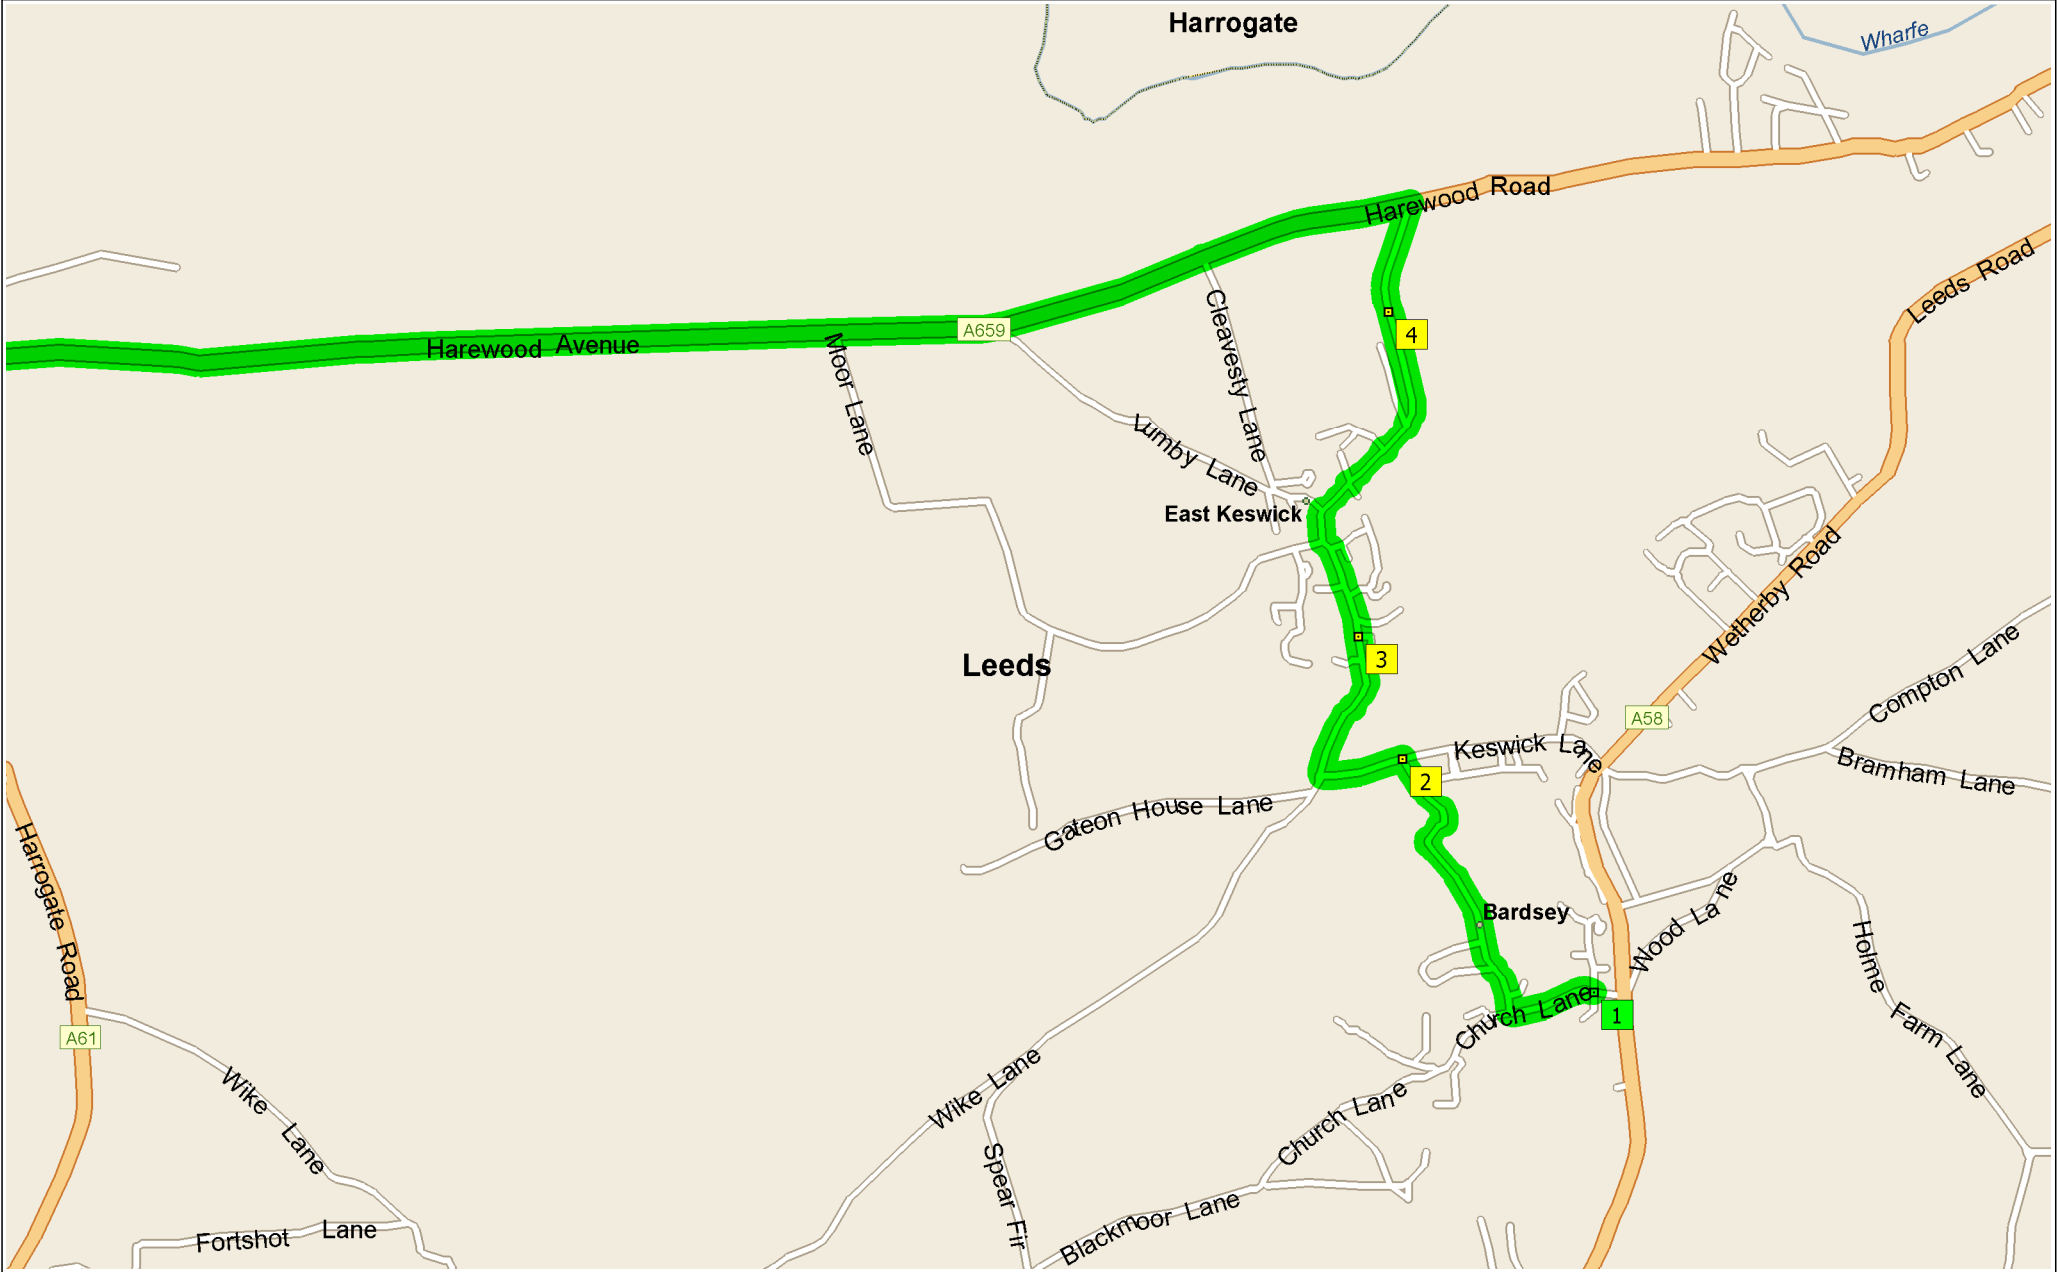 Harrogate
Wharfe
Harewood Road
Leeds Road
4
A659
Harewood Avenue
Moor Lane
Cleavesty Lane
Lumby Lane
East Keswick
Wetherby Road
3
Leeds
Compton Lane
A58
Keswick Lane
Bramham Lane
2
Gateon House Lane
Harrogate Road
Bardsey
Wood Lane
Holme Farm Lane
Church Lane
1
A61
Wike Lane
Wike Lane
Church Lane
Spear Fir
Blackmoor Lane
Fortshot Lane